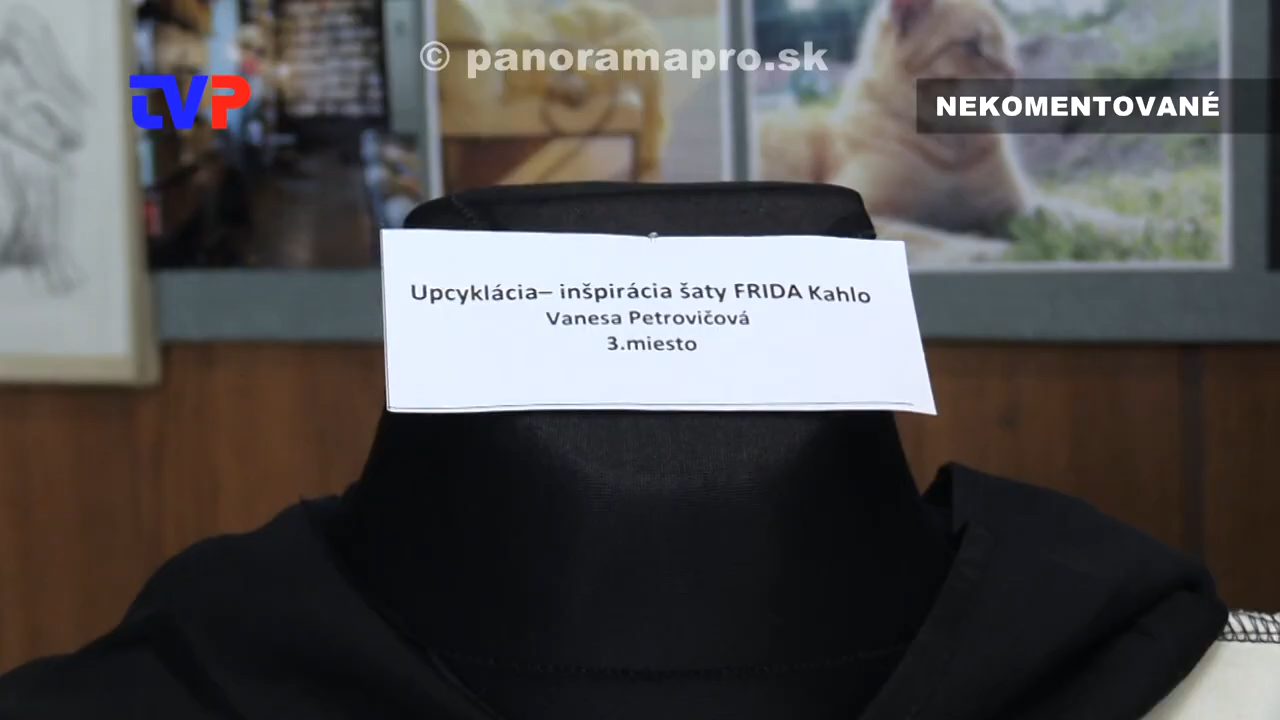 © panoramapro.sk
TVP
NEKOMENTOVANÉ
Upcyklácia– inšpirácia šaty FRIDA Kahlo
Vanesa Petrovičová
3.miesto